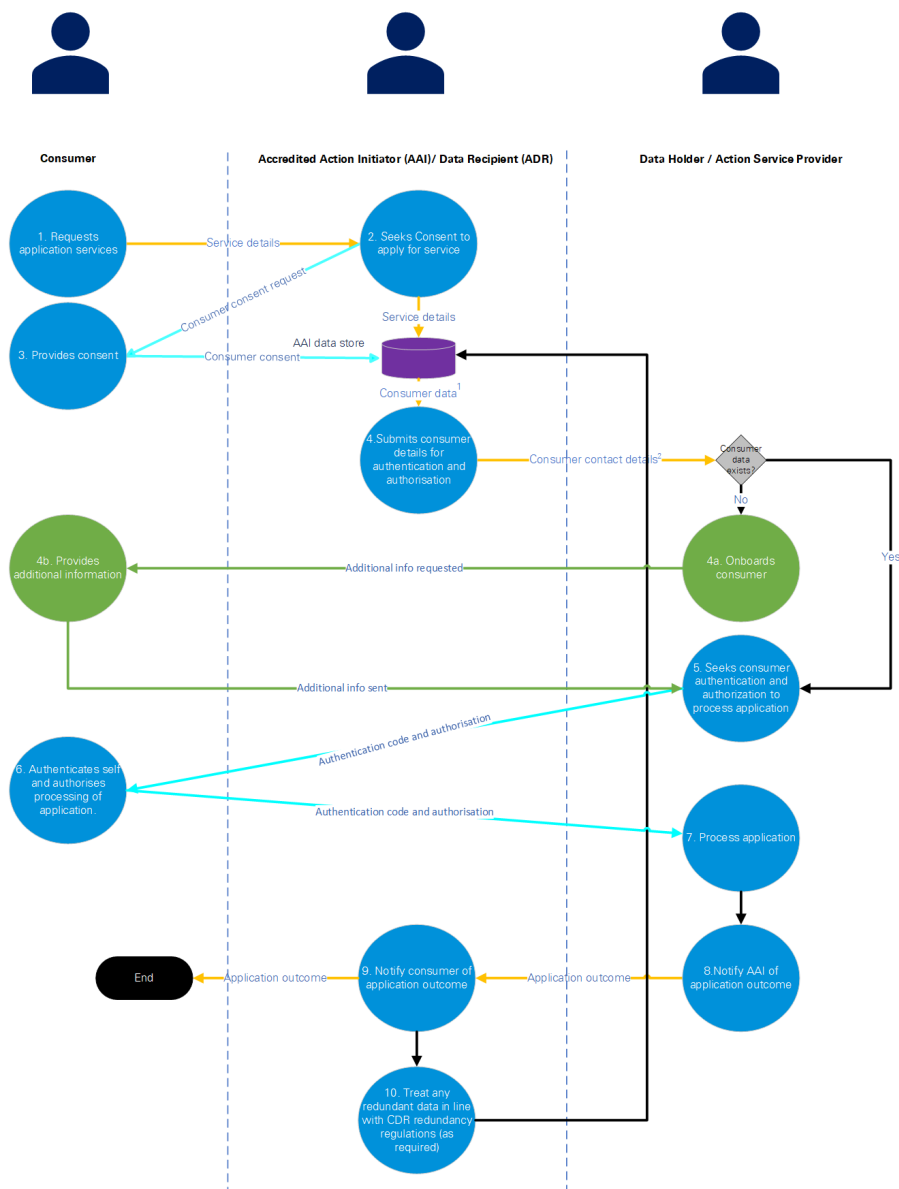 Consumer
Accredited Action Initiator (AAI)/ Data Recipient (ADR)
Data Holder / Action Service Provider
1. Requests
application services
Service details
2. Seeks Consent to
apply for service
Consumer consent request
Service details
3. Provides consent
Consumer consent
AAI data store
Consumer data1
4.Submits consumer
details for
authentication and
authorisation
Consumer contact details2
Consumer
data
exists?
No
Yes
4b. Provides
additional information
Additional info requested
4a. Onboards
consumer
Additional info sent
5. Seeks consumer
authentication and
authorization to
process application
Authentication code and authorisation
6. Authenticates self
and authorises
processing of
application.
Authentication code and authorisation
7. Process application
End
Application outcome
9. Notify consumer of
application outcome
Application outcome
8.Notify AAI of
application outcome
10. Treat any
redundant data in line
with CDR redundancy
regulations (as
required)